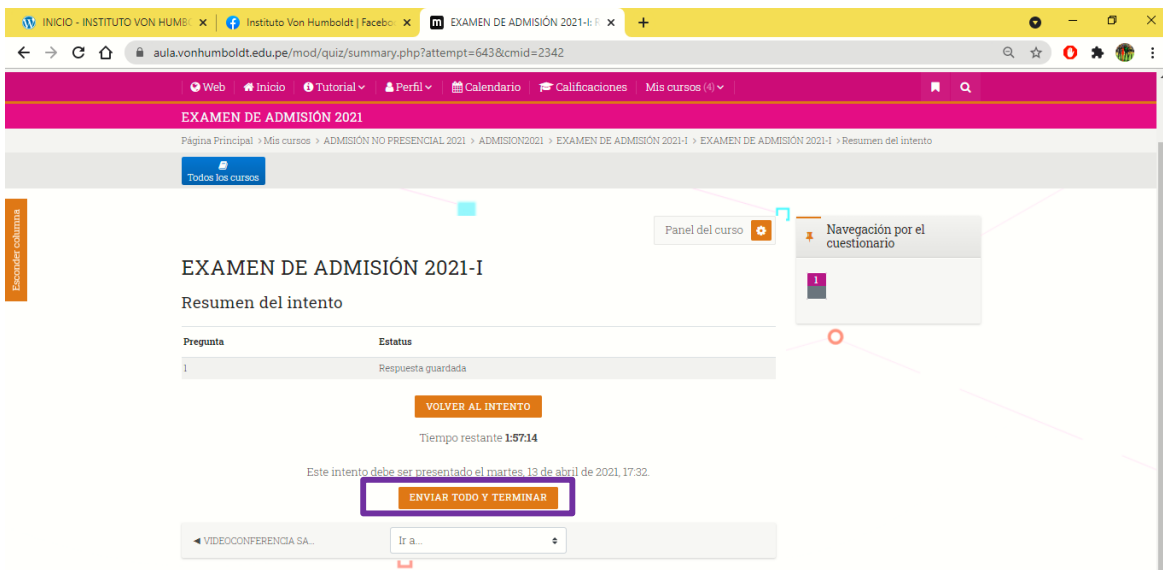 INICIO - INSTITUTO VON HUMBO
Instituto Von Humboldt | Facebo
EXAMEN DE ADMISIÓN 2021-I: R
aula.vonhumboldt.edu.pe/mod/quiz/summary.php?attempt=643&cmid=2342
Web Inicio Tutorial Perfil Calendario Calificaciones Mis cursos (4)
EXAMEN DE ADMISIÓN 2021
Página Principal > Mis cursos > ADMISIÓN NO PRESENCIAL 2021 > ADMISION2021 > EXAMEN DE ADMISIÓN 2021-I > EXAMEN DE ADMISIÓN 2021-I > Resumen del intento
Todos los cursos
Esconder columna
Panel del curso
Navegación por el
cuestionario
1
EXAMEN DE ADMISIÓN 2021-I
Resumen del intento
Pregunta Estatus
1 Respuesta guardada
VOLVER AL INTENTO
Tiempo restante 1:57:14
Este intento debe ser presentado el martes, 13 de abril de 2021, 17:32.
ENVIAR TODO Y TERMINAR
◄ VIDEOCONFERENCIA SA...
Ir a...